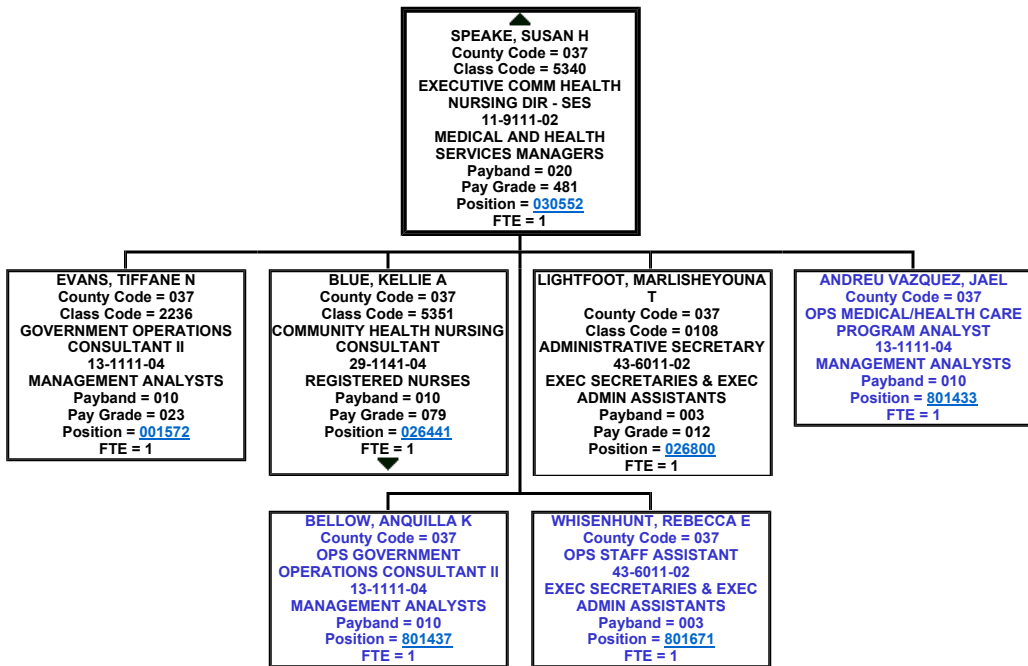 SPEAKE, SUSAN H
County Code = 037
Class Code = 5340
EXECUTIVE COMM HEALTH
NURSING DIR - SES
11-9111-02
MEDICAL AND HEALTH
SERVICES MANAGERS
Payband = 020
Pay Grade = 481
Position = 030552
FTE = 1
EVANS, TIFFANE N
County Code = 037
Class Code = 2236
GOVERNMENT OPERATIONS
CONSULTANT II
13-1111-04
MANAGEMENT ANALYSTS
Payband = 010
Pay Grade = 023
Position = 001572
FTE = 1
BLUE, KELLIE A
County Code = 037
Class Code = 5351
COMMUNITY HEALTH NURSING
CONSULTANT
29-1141-04
REGISTERED NURSES
Payband = 010
Pay Grade = 079
Position = 026441
FTE = 1
LIGHTFOOT, MARLISHEYOUNA
T
County Code = 037
Class Code = 0108
ADMINISTRATIVE SECRETARY
43-6011-02
EXEC SECRETARIES & EXEC
ADMIN ASSISTANTS
Payband = 003
Pay Grade = 012
Position = 026800
FTE = 1
ANDREU VAZQUEZ, JAEL
County Code = 037
OPS MEDICAL/HEALTH CARE
PROGRAM ANALYST
13-1111-04
MANAGEMENT ANALYSTS
Payband = 010
Position = 801433
FTE = 1
BELLOW, ANQUILLA K
County Code = 037
OPS GOVERNMENT
OPERATIONS CONSULTANT II
13-1111-04
MANAGEMENT ANALYSTS
Payband = 010
Position = 801437
FTE = 1
WHISENHUNT, REBECCA E
County Code = 037
OPS STAFF ASSISTANT
43-6011-02
EXEC SECRETARIES & EXEC
ADMIN ASSISTANTS
Payband = 003
Position = 801671
FTE = 1